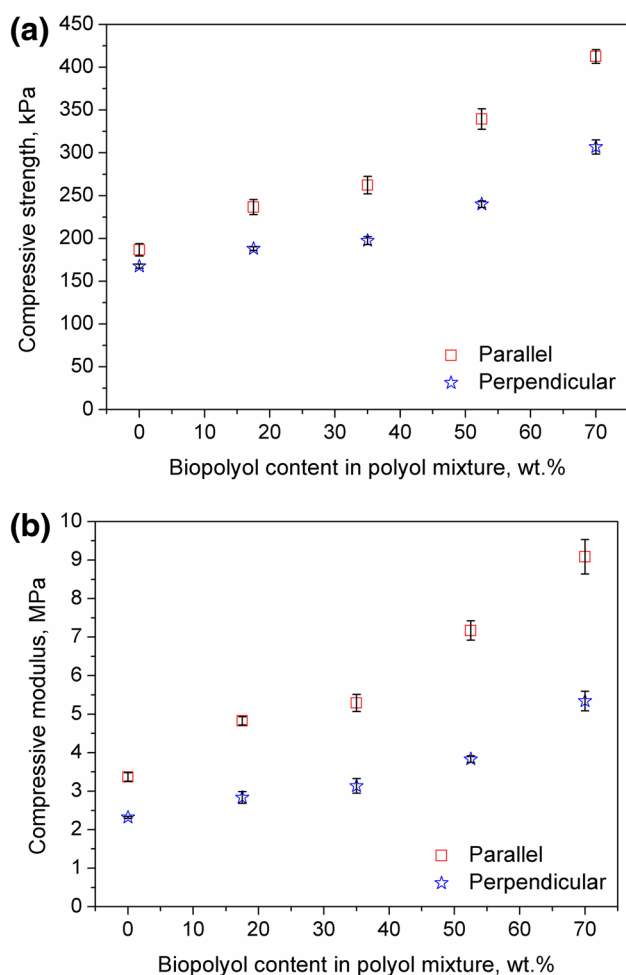 (a)
450
400
350
300
250
200
150
100
50
0
Compressive strength, kPa
Parallel
Perpendicular
0 10 20 30 40 50 60 70
Biopolyol content in polyol mixture, wt.%
(b)
10
9
8
7
6
5
4
3
2
1
0
Compressive modulus, MPa
Parallel
Perpendicular
0 10 20 30 40 50 60 70
Biopolyol content in polyol mixture, wt.%